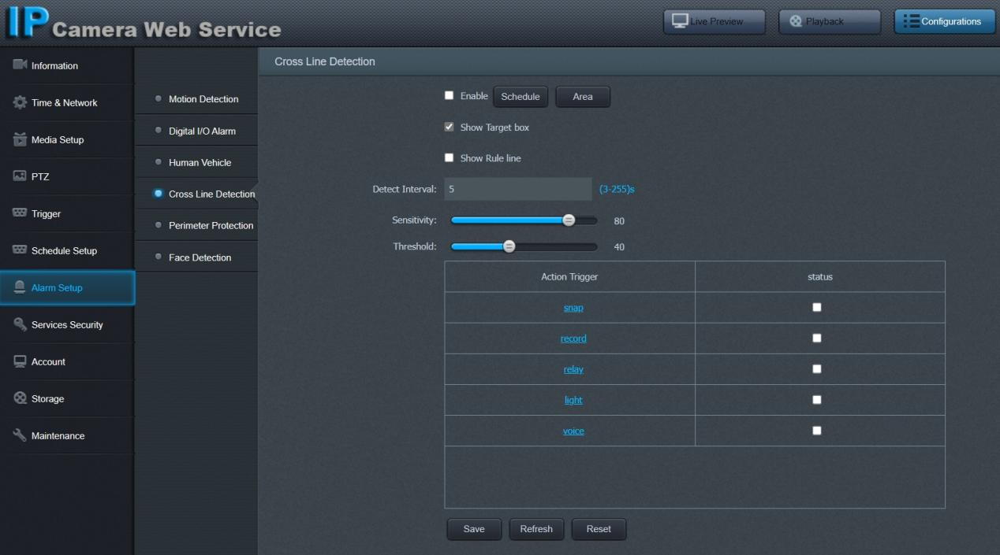 IP Camera Web Service
Live Preview
Playback
Configurations
Information
Time & Network
Media Setup
PTZ
Trigger
Schedule Setup
Alarm Setup
Services Security
Account
Storage
Maintenance
Motion Detection
Digital I/O Alarm
Human Vehicle
Cross Line Detection
Perimeter Protection
Face Detection
Cross Line Detection
Enable Schedule Area
Show Target box
Show Rule line
Detect Interval: 5 (3-255)s
Sensitivity: 80
Threshold: 40
Action Trigger status
snap
record
relay
light
voice
Save Refresh Reset